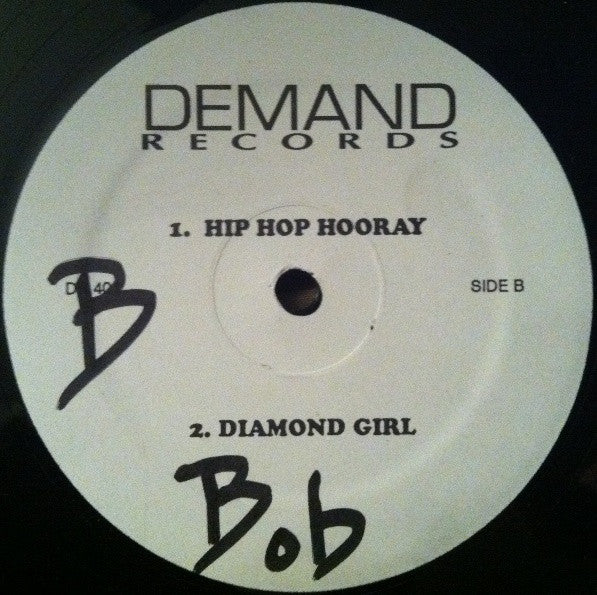 DEMAND
RECORDS
1. HIP HOP HOORAY
B
SIDE B
2. DIAMOND GIRL
Bob